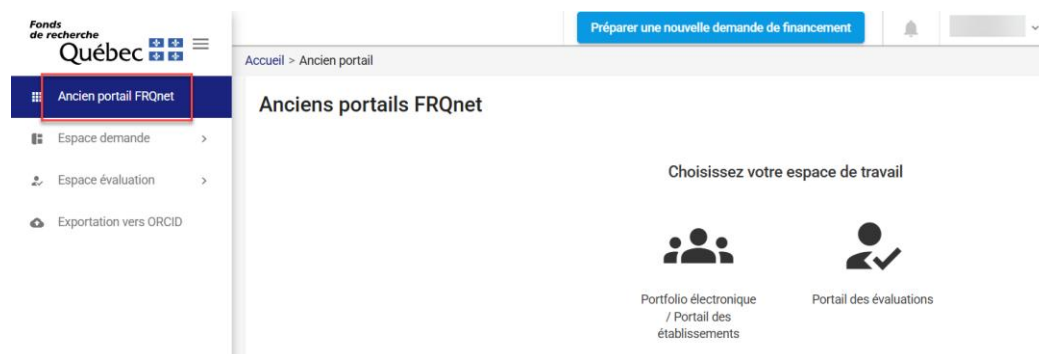 Fonds
de recherche
Québec
Préparer une nouvelle demande de financement
Accueil > Ancien portail
Ancien portail FRQnet
Espace demande
Espace évaluation
Exportation vers ORCID
Anciens portails FRQnet
Choisissez votre espace de travail
Portfolio électronique
/ Portail des
établissements
Portail des évaluations